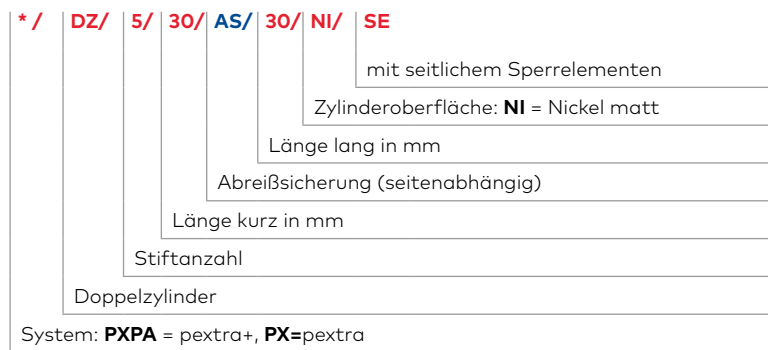 * / DZ/ 5/ 30/ AS/ 30/ NI/ SE
mit seitlichem Sperrelementen
Zylinderoberfläche: NI = Nickel matt
Länge lang in mm
Abreißsicherung (seitenabhängig)
Länge kurz in mm
Stiftanzahl
Doppelzylinder
System: PXPA = pextra+, PX=pextra